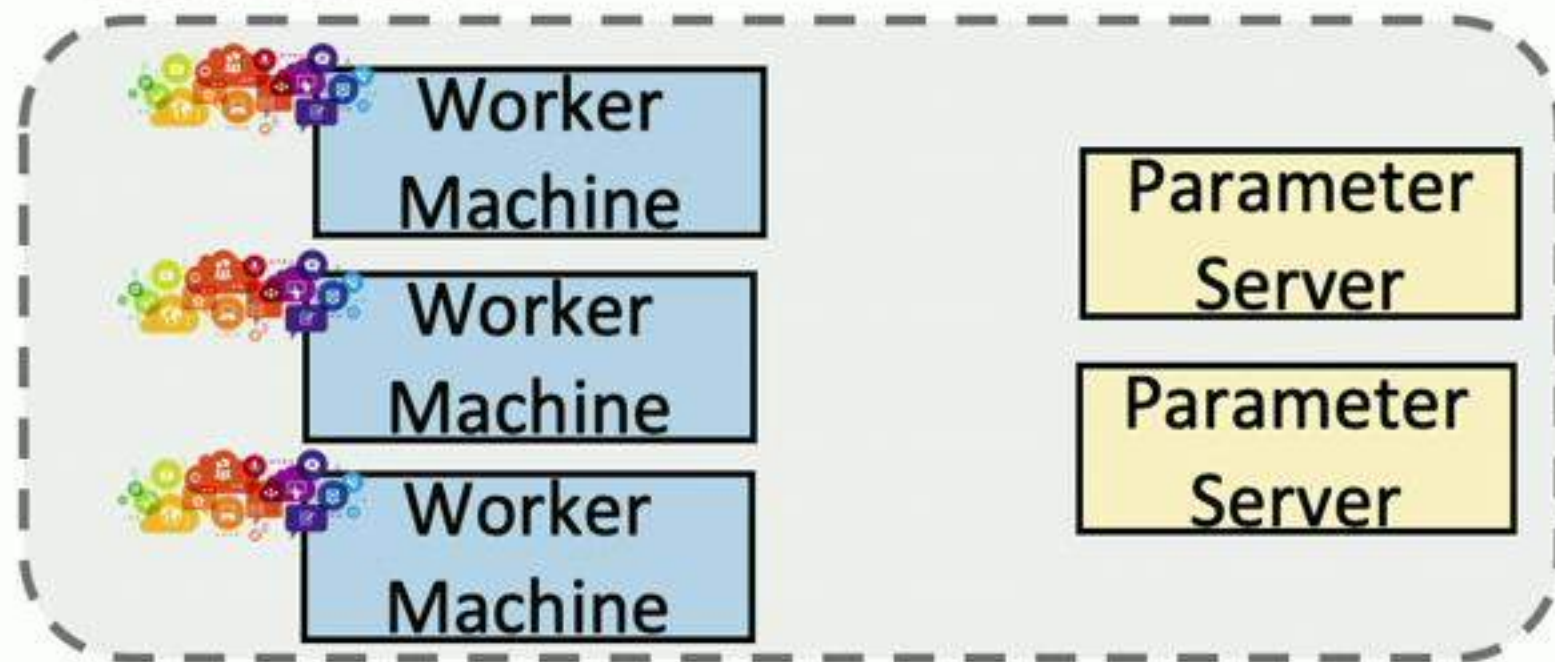 Worker
Machine
Parameter
Server
Worker
Machine
Parameter
Server
Worker
Machine